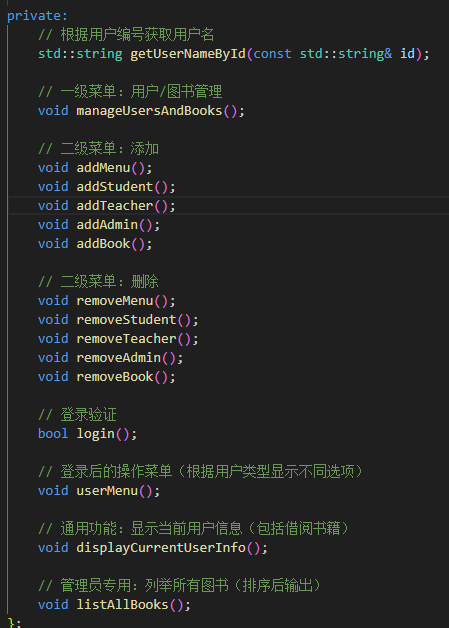 private:
// 根据用户编号获取用户名
std::string getUserNameById(const std::string& id);
// 一级菜单：用户/图书管理
void manageUsersAndBooks();
// 二级菜单：添加
void addMenu();
void addStudent();
void addTeacher();
void addAdmin();
void addBook();
// 二级菜单：删除
void removeMenu();
void removeStudent();
void removeTeacher();
void removeAdmin();
void removeBook();
// 登录验证
bool login();
// 登录后的操作菜单（根据用户类型显示不同选项）
void userMenu();
// 通用功能：显示当前用户信息（包括借阅书籍）
void displayCurrentUserInfo();
// 管理员专用：列举所有图书（排序后输出）
void listAllBooks();
};